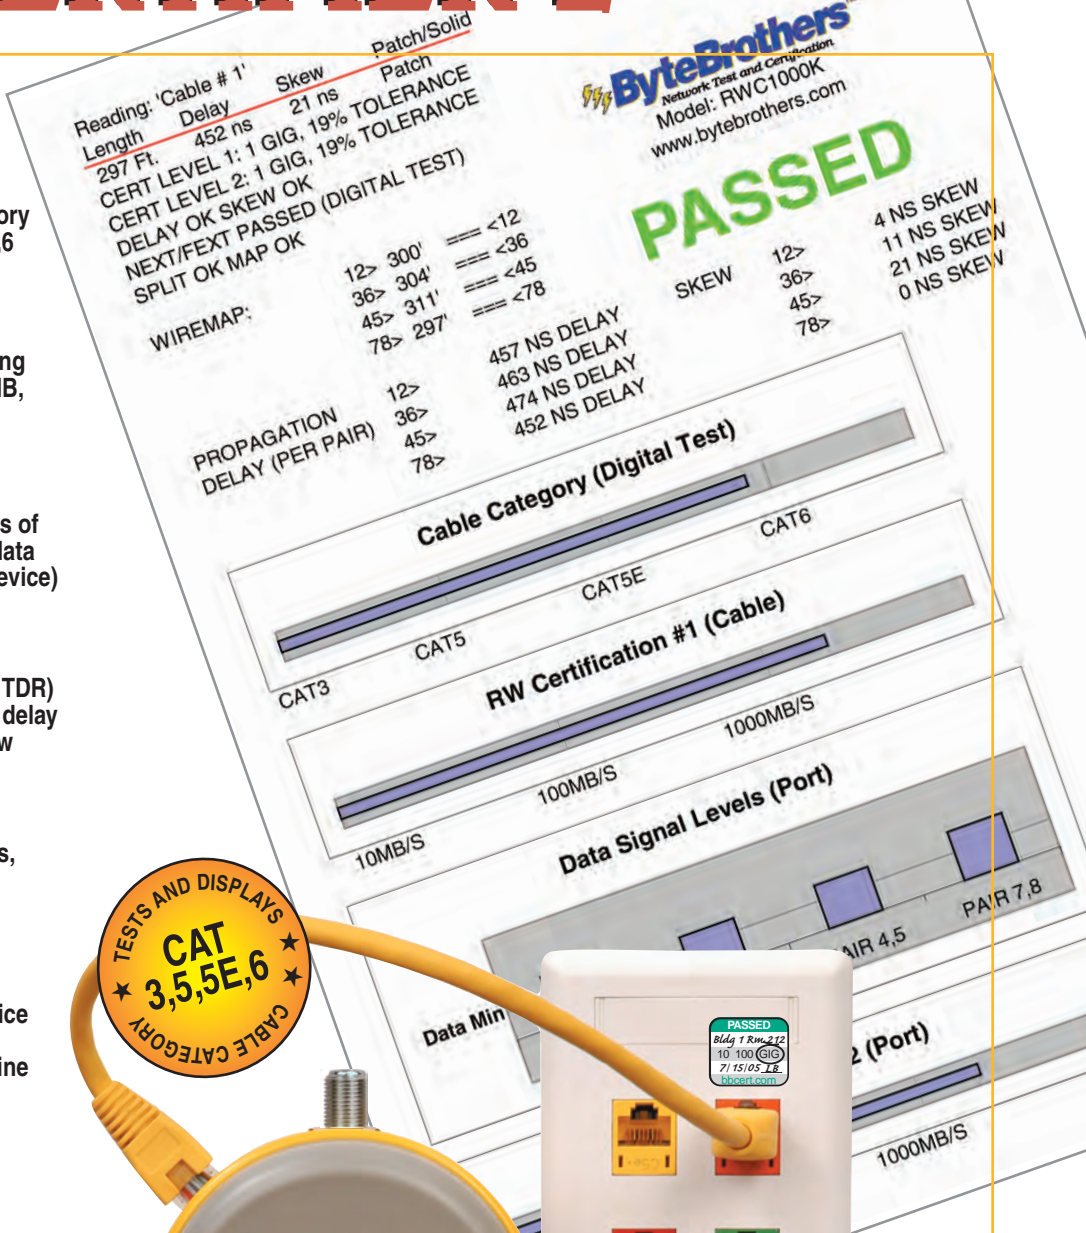 Reading: 'Cable # 1'
Length Delay Skew Patch/Solid
297 Ft. 452 ns 21 ns Patch
CERT LEVEL 1: 1 GIG, 19% TOLERANCE
CERT LEVEL 2: 1 GIG, 19% TOLERANCE
DELAY OK SKEW OK
NEXT/FEXT PASSED (DIGITAL TEST)
SPLIT OK MAP OK
ByteBrothers
Network Test and Certification
Model: RWC1000K
www.bytebrothers.com
PASSED
WIREMAP:
12> 300' === <12
36> 304' === <36
45> 311' === <45
78> 297' === <78
SKEW
12> 4 NS SKEW
36> 11 NS SKEW
45> 21 NS SKEW
78> 0 NS SKEW
PROPAGATION
DELAY (PER PAIR)
12> 457 NS DELAY
36> 463 NS DELAY
45> 474 NS DELAY
78> 452 NS DELAY
Cable Category (Digital Test)
CAT3 CAT5 CAT5E CAT6
RW Certification #1 (Cable)
10MB/S 100MB/S 1000MB/S
Data Signal Levels (Port)
PAIR 7,8
AIR 4,5
Data Min
2 (Port)
1000MB/S
ory
,6
ng
IB,
s of
data
evice)
TDR)
delay
w
s,
ice
ine
TESTS AND DISPLAYS
CAT
3,5,5E,6
CABLE CATEGORY
PASSED
Bldg 1 Rm 212
10 100 GIG
7/15/05 IB
bbcert.com
C5e+